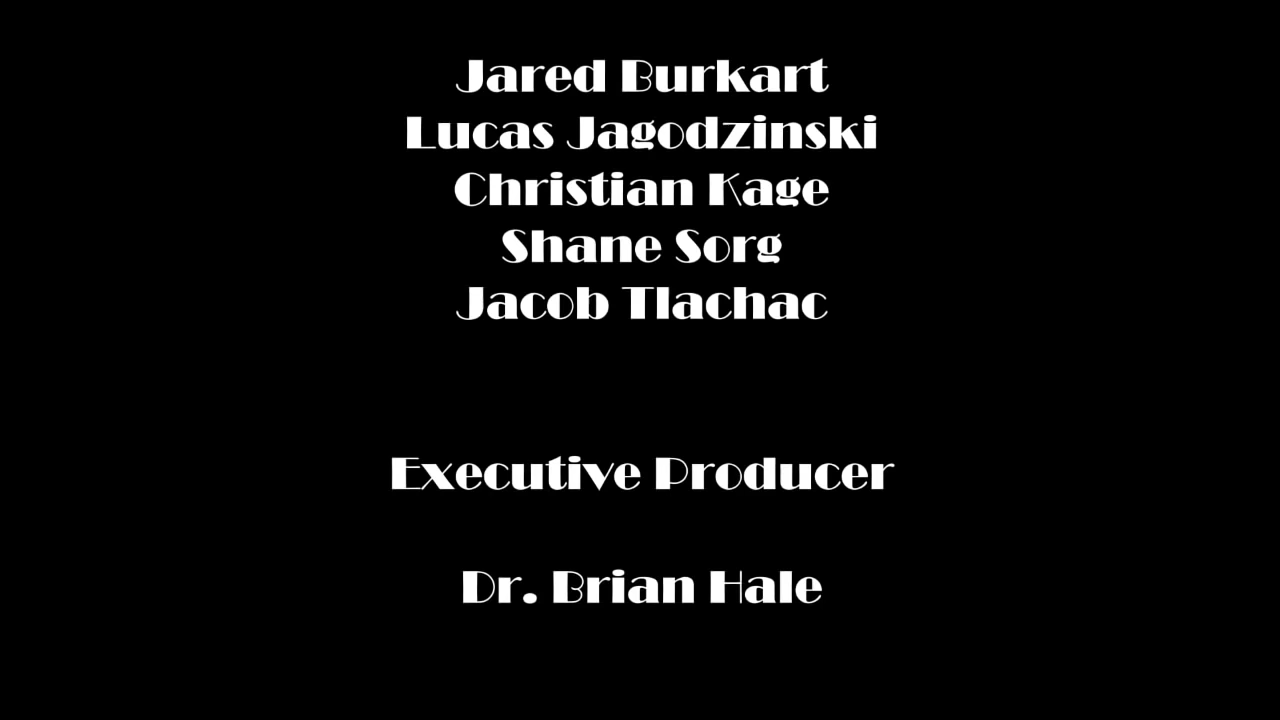 Jared Burkart
Lucas Jagodzinski
Christian Kage
Shane Sorg
Jacob Tlachac
Executive Producer
Dr. Brian Hale